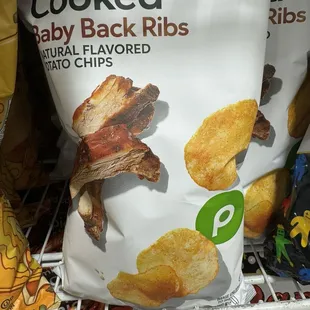 Cooked
Baby Back Ribs
NATURAL FLAVORED
POTATO CHIPS
Ribs
p